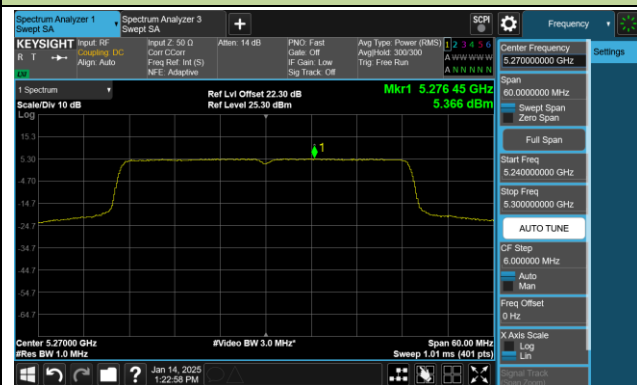 Spectrum Analyzer 1
Swept SA
Spectrum Analyzer 3
Swept SA
+
SCPI
Frequency
KEYSIGHT
R T
Input: RF
Coupling: DC
Align: Auto
Input Z: 50 Ω
Corr CCorr
Freq Ref: Int (S)
NFE: Adaptive
Atten: 14 dB
PNO: Fast
Gate: Off
IF Gain: Low
Sig Track: Off
Avg Type: Power (RMS)
Avg|Hold: 300/300
Trig: Free Run
1 2 3 4 5 6
A W W W W W
A N N N N N
Center Frequency
5.270000000 GHz
Settings
Span
60.0000000 MHz
Swept Span
Zero Span
Full Span
Start Freq
5.240000000 GHz
Stop Freq
5.300000000 GHz
AUTO TUNE
CF Step
6.000000 MHz
Auto
Man
Freq Offset
0 Hz
X Axis Scale
Log
Lin
Signal Track
(Span Zoom)
1 Spectrum
Scale/Div 10 dB
Log
Ref Lvl Offset 22.30 dB
Ref Level 25.30 dBm
Mkr1 5.276 45 GHz
5.366 dBm
1
15.3
5.30
-4.70
-14.7
-24.7
-34.7
-44.7
-54.7
-64.7
Center 5.27000 GHz
#Res BW 1.0 MHz
#Video BW 3.0 MHz*
Span 60.00 MHz
Sweep 1.01 ms (401 pts)
?
Jan 14, 2025
1:22:58 PM